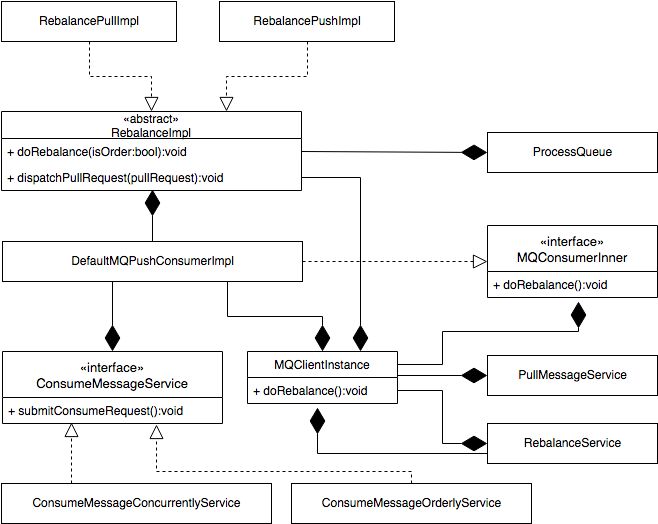 RebalancePullImpl
RebalancePushImpl
«abstract»
RebalanceImpl
+ doRebalance(isOrder:bool):void
+ dispatchPullRequest(pullRequest):void
ProcessQueue
DefaultMQPushConsumerImpl
«interface»
MQConsumerInner
+ doRebalance():void
«interface»
ConsumeMessageService
+ submitConsumeRequest():void
MQClientInstance
+ doRebalance():void
PullMessageService
RebalanceService
ConsumeMessageConcurrentlyService
ConsumeMessageOrderlyService